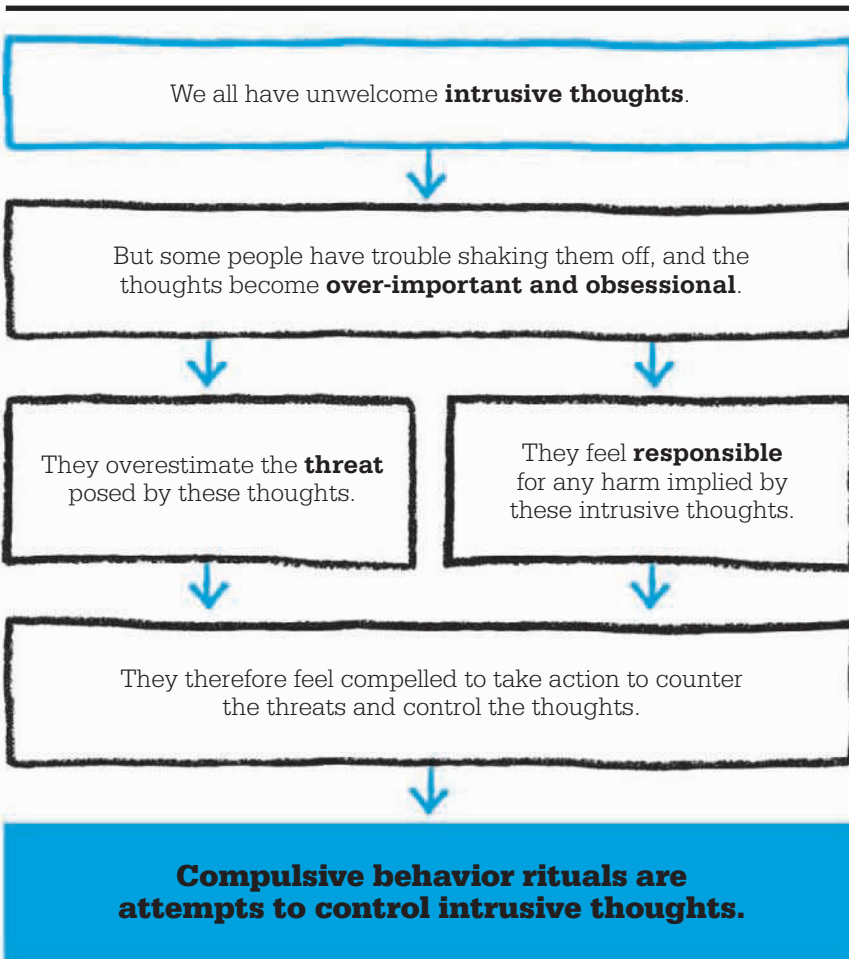 We all have unwelcome intrusive thoughts.
But some people have trouble shaking them off, and the
thoughts become over-important and obsessional.
They overestimate the threat
posed by these thoughts.
They feel responsible
for any harm implied by
these intrusive thoughts.
They therefore feel compelled to take action to counter
the threats and control the thoughts.
Compulsive behavior rituals are
attempts to control intrusive thoughts.